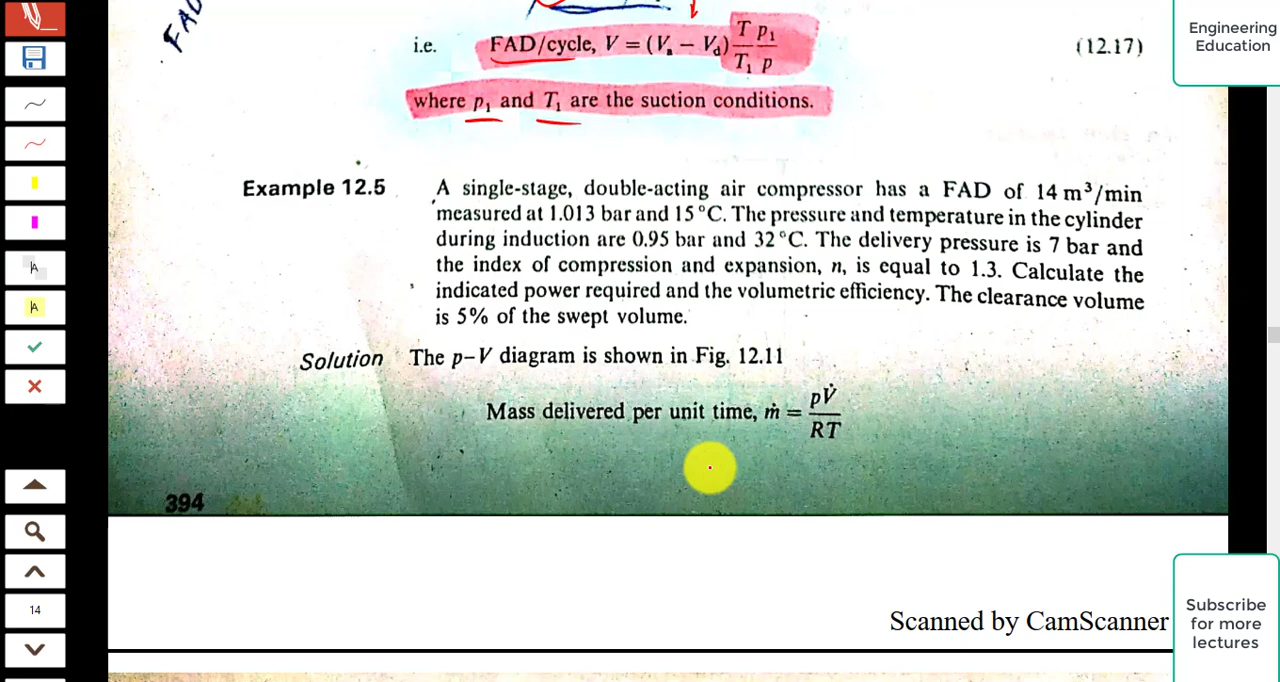 FAD
i.e. FAD/cycle, V = (Va − Vd) T/T1 p1/p (12.17)
where p1 and T1 are the suction conditions.
Example 12.5 A single-stage, double-acting air compressor has a FAD of 14 m³/min
measured at 1.013 bar and 15 °C. The pressure and temperature in the cylinder
during induction are 0.95 bar and 32 °C. The delivery pressure is 7 bar and
the index of compression and expansion, n, is equal to 1.3. Calculate the
indicated power required and the volumetric efficiency. The clearance volume
is 5% of the swept volume.
Solution The p–V diagram is shown in Fig. 12.11
Mass delivered per unit time, ṁ = pV̇/RT
394
Scanned by CamScanner
Engineering
Education
Subscribe
for more
lectures
A
A
14